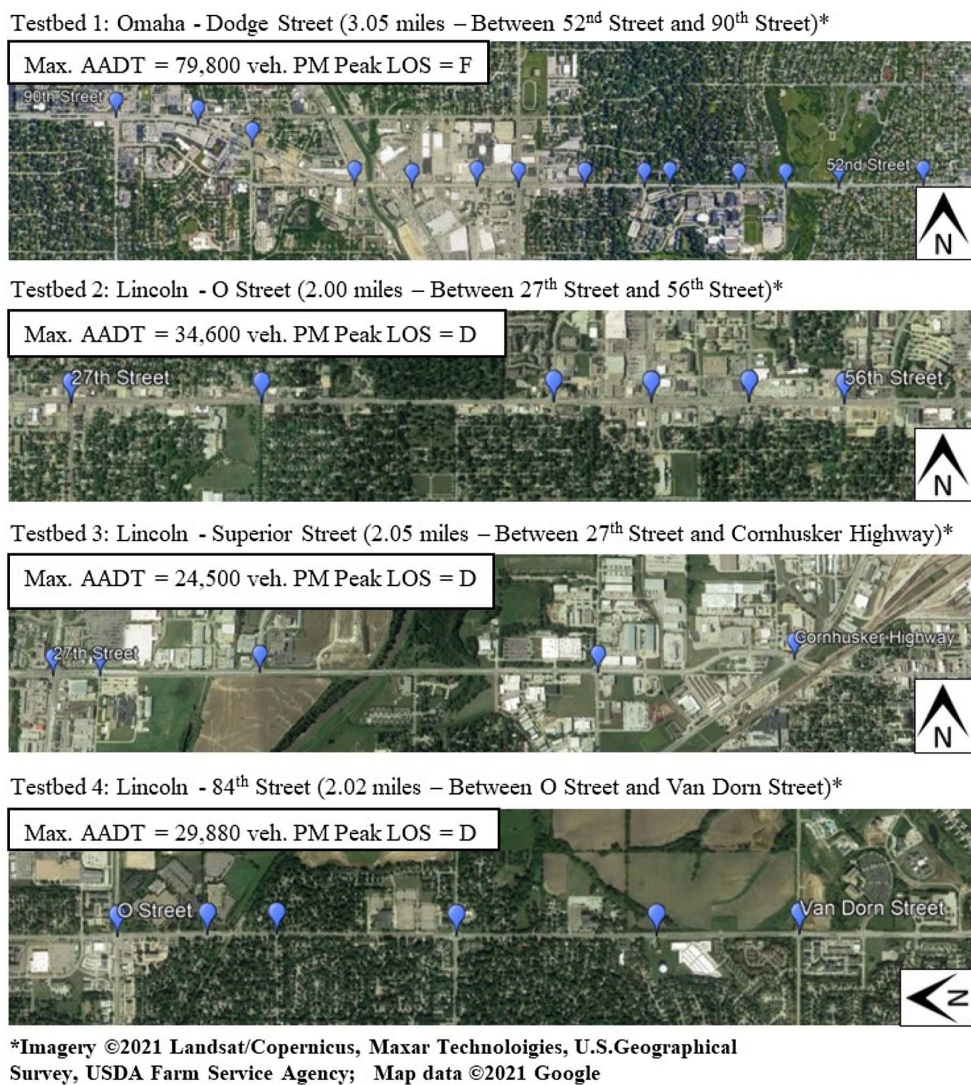 Testbed 1: Omaha - Dodge Street (3.05 miles – Between 52nd Street and 90th Street)*
Max. AADT = 79,800 veh. PM Peak LOS = F
90th Street
52nd Street
N
Testbed 2: Lincoln - O Street (2.00 miles – Between 27th Street and 56th Street)*
Max. AADT = 34,600 veh. PM Peak LOS = D
27th Street
56th Street
N
Testbed 3: Lincoln - Superior Street (2.05 miles – Between 27th Street and Cornhusker Highway)*
Max. AADT = 24,500 veh. PM Peak LOS = D
27th Street
Cornhusker Highway
N
Testbed 4: Lincoln - 84th Street (2.02 miles – Between O Street and Van Dorn Street)*
Max. AADT = 29,880 veh. PM Peak LOS = D
O Street
Van Dorn Street
N
*Imagery ©2021 Landsat/Copernicus, Maxar Technoloigies, U.S.Geographical
Survey, USDA Farm Service Agency; Map data ©2021 Google